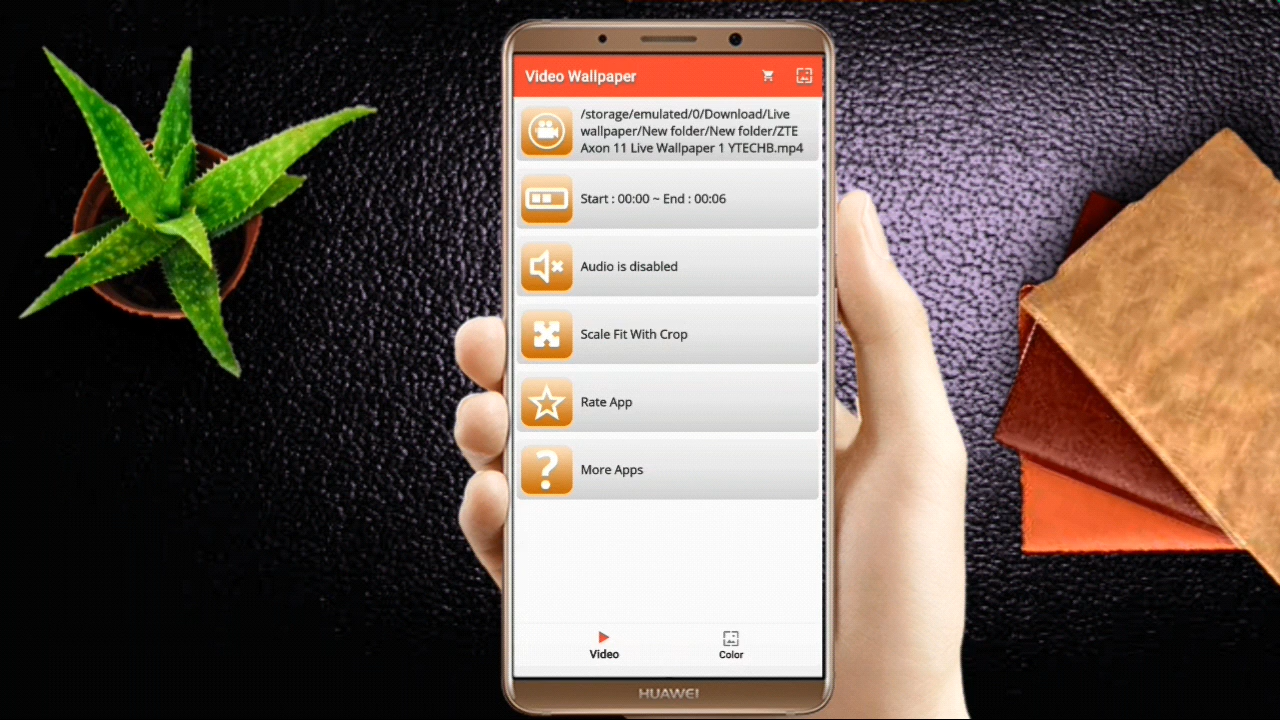 Video Wallpaper
/storage/emulated/0/Download/Live
wallpaper/New folder/New folder/ZTE
Axon 11 Live Wallpaper 1 YTECHB.mp4
Start : 00:00 ~ End : 00:06
Audio is disabled
Scale Fit With Crop
Rate App
More Apps
Video
Color
HUAWEI